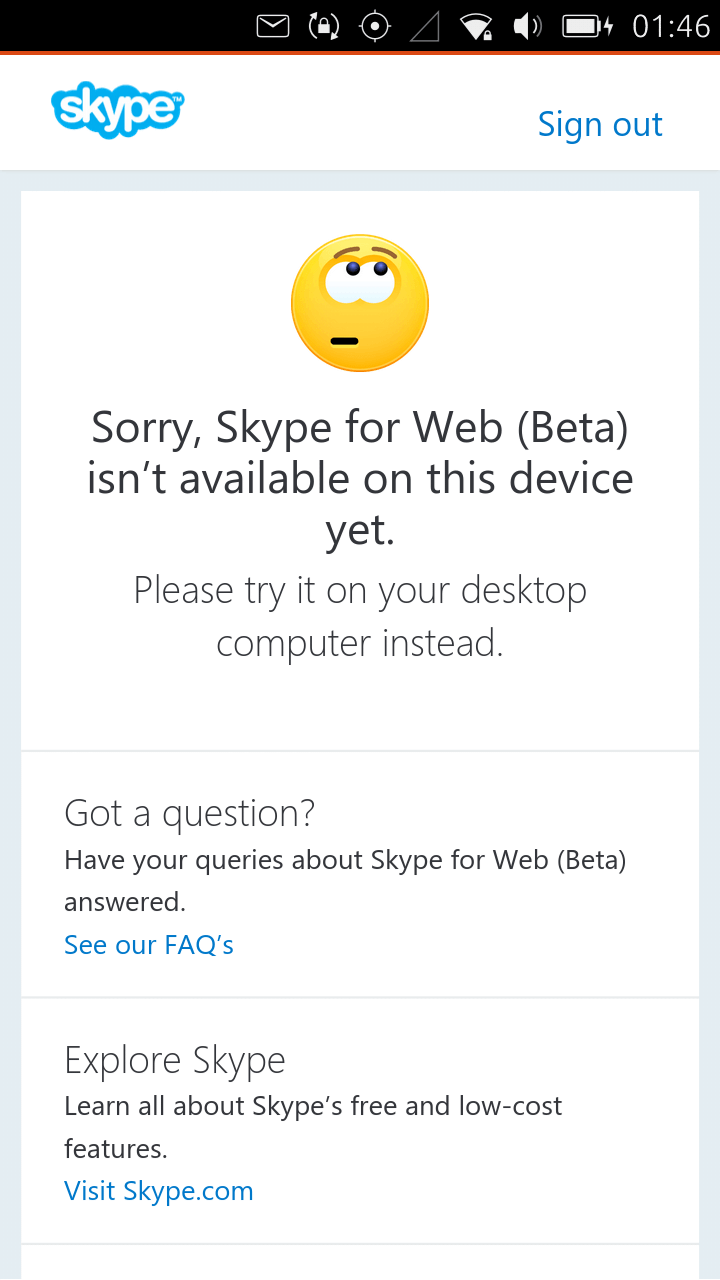 01:46
skype™
Sign out
Sorry, Skype for Web (Beta)
isn’t available on this device
yet.
Please try it on your desktop
computer instead.
Got a question?
Have your queries about Skype for Web (Beta)
answered.
See our FAQ’s
Explore Skype
Learn all about Skype’s free and low-cost
features.
Visit Skype.com